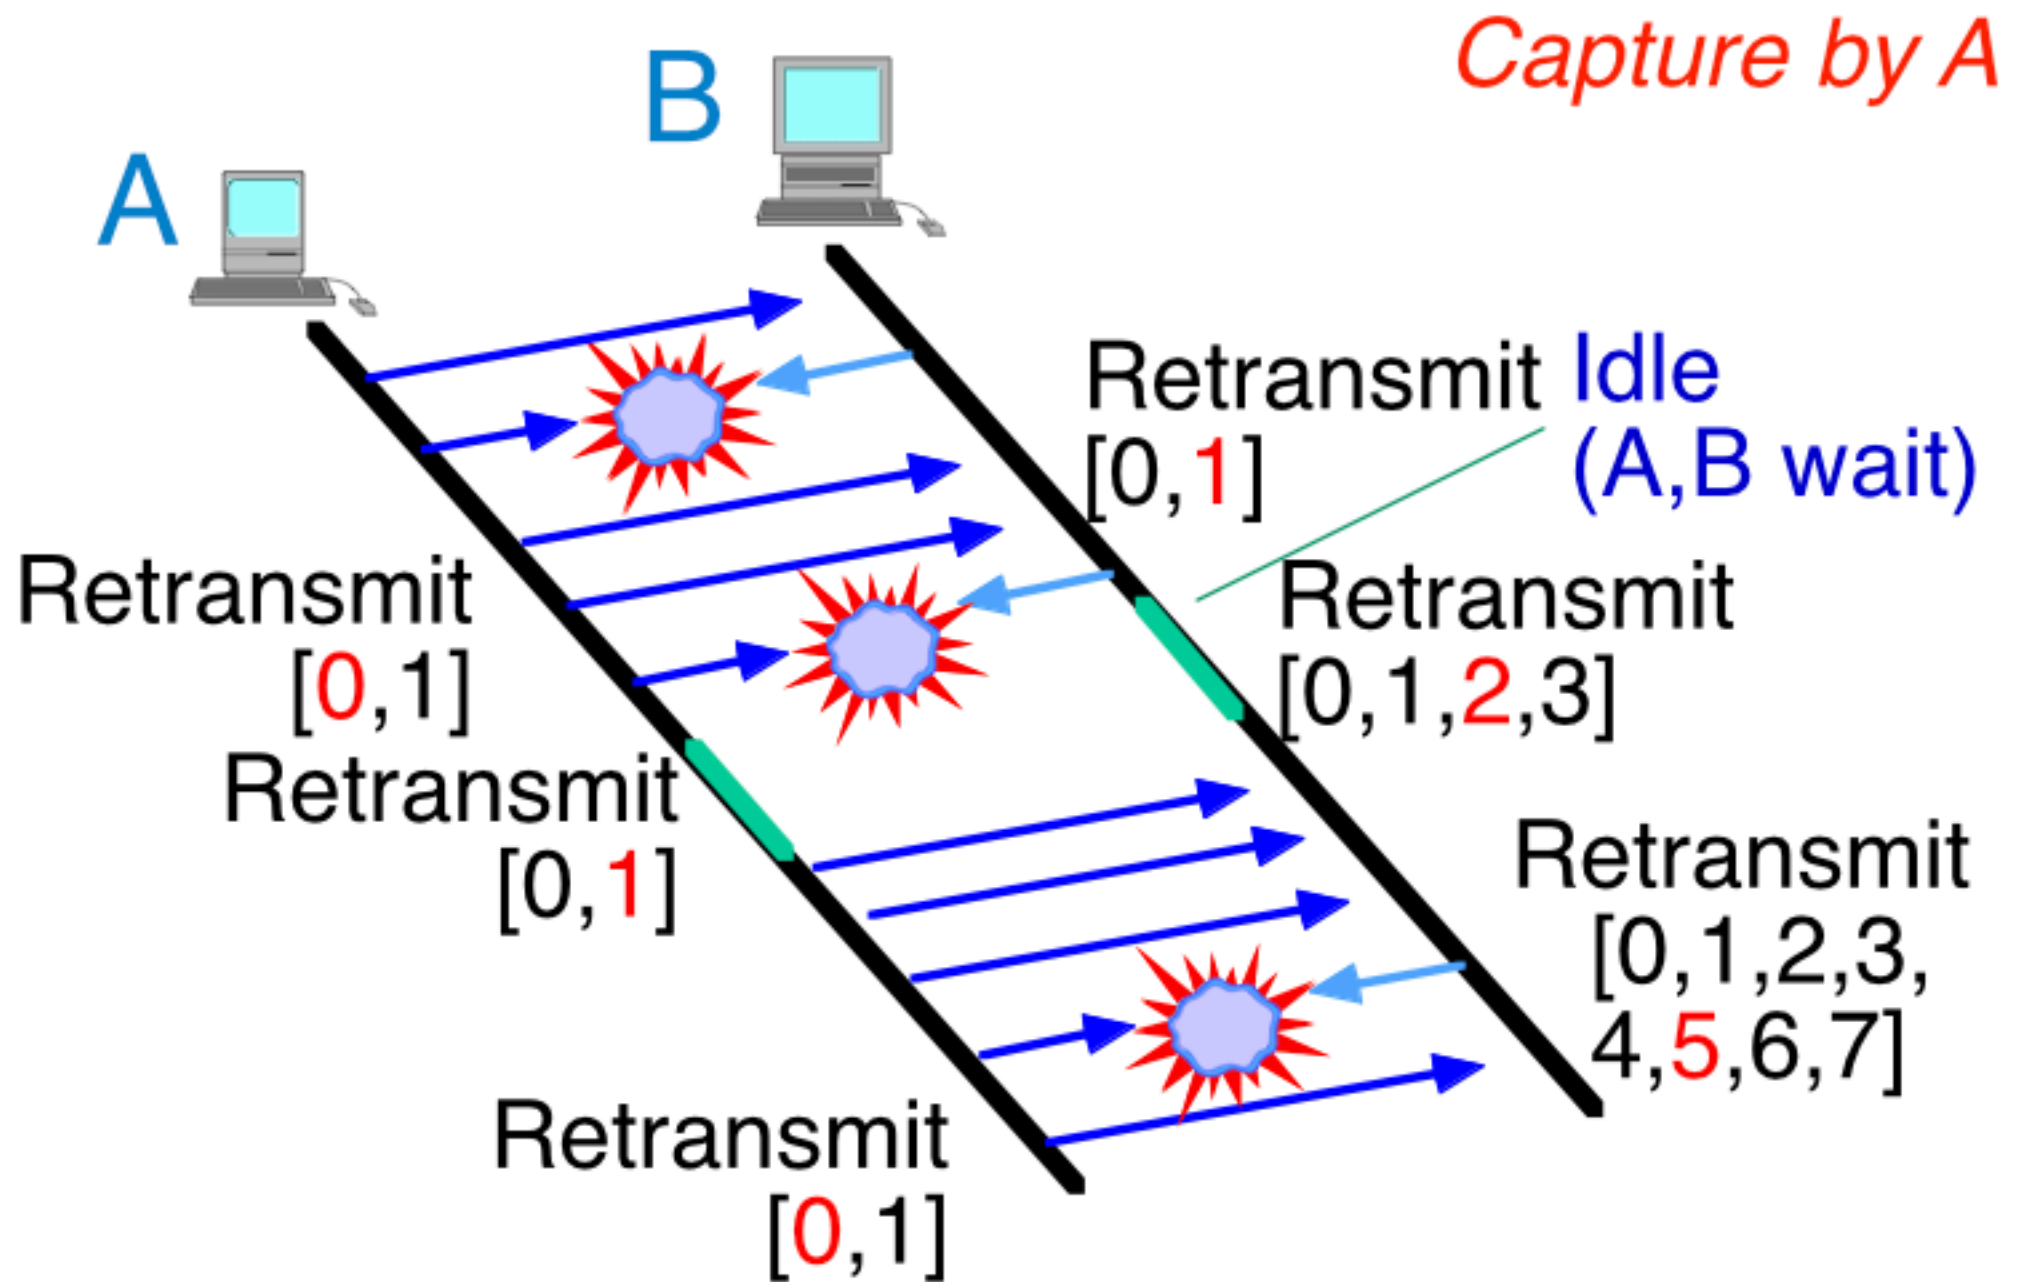 Capture by A
B
A
Retransmit
[0,1]
Idle
(A,B wait)
Retransmit
[0,1]
Retransmit
[0,1,2,3]
Retransmit
[0,1]
Retransmit
[0,1,2,3,
4,5,6,7]
Retransmit
[0,1]